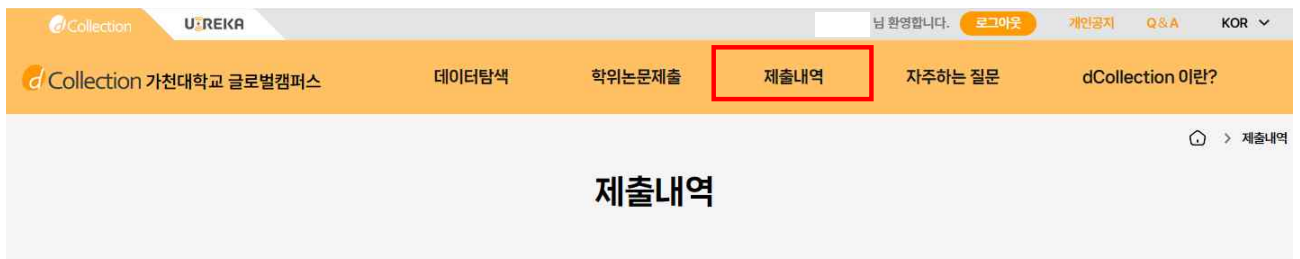 dCollection UREKA 님 환영합니다. 로그아웃 개인공지 Q&A KOR
dCollection 가천대학교 글로벌캠퍼스 데이터탐색 학위논문제출 제출내역 자주하는 질문 dCollection 이란?
> 제출내역
제출내역